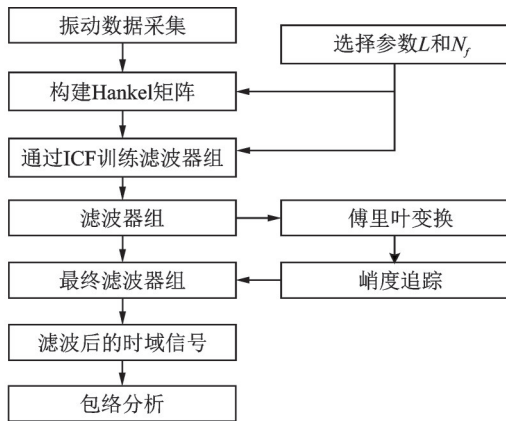 振动数据采集
选择参数L和N_f
构建Hankel矩阵
通过ICF训练滤波器组
滤波器组
傅里叶变换
最终滤波器组
峭度追踪
滤波后的时域信号
包络分析